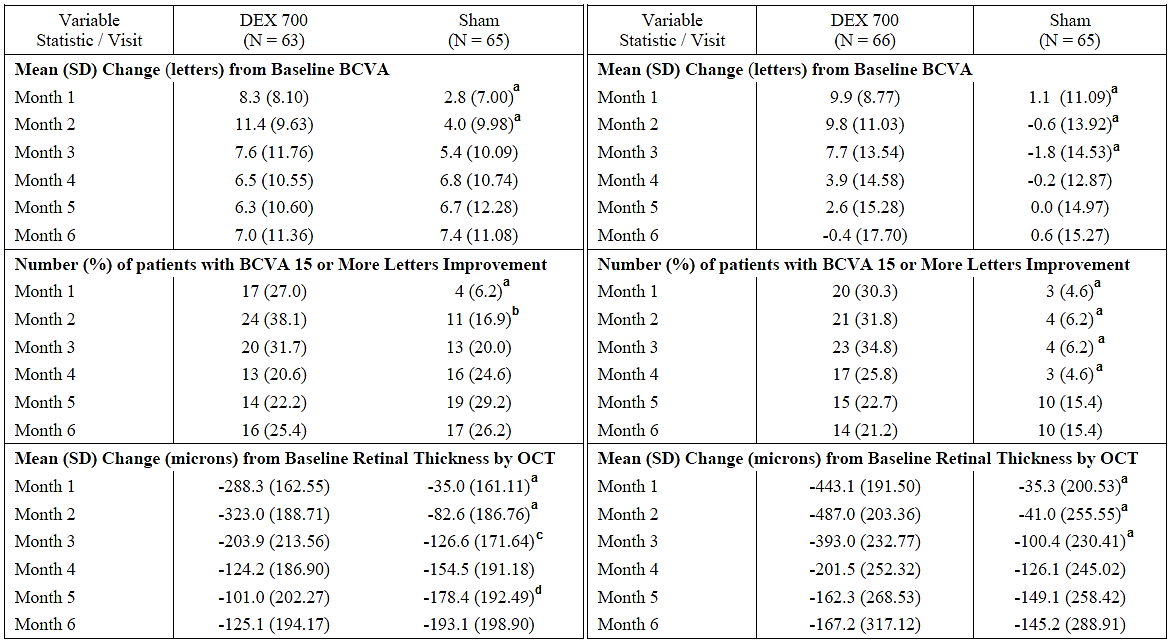 Variable DEX 700 Sham
Statistic / Visit (N = 63) (N = 65)
Mean (SD) Change (letters) from Baseline BCVA
Month 1 8.3 (8.10) 2.8 (7.00)a
Month 2 11.4 (9.63) 4.0 (9.98)a
Month 3 7.6 (11.76) 5.4 (10.09)
Month 4 6.5 (10.55) 6.8 (10.74)
Month 5 6.3 (10.60) 6.7 (12.28)
Month 6 7.0 (11.36) 7.4 (11.08)
Number (%) of patients with BCVA 15 or More Letters Improvement
Month 1 17 (27.0) 4 (6.2)a
Month 2 24 (38.1) 11 (16.9)b
Month 3 20 (31.7) 13 (20.0)
Month 4 13 (20.6) 16 (24.6)
Month 5 14 (22.2) 19 (29.2)
Month 6 16 (25.4) 17 (26.2)
Mean (SD) Change (microns) from Baseline Retinal Thickness by OCT
Month 1 -288.3 (162.55) -35.0 (161.11)a
Month 2 -323.0 (188.71) -82.6 (186.76)a
Month 3 -203.9 (213.56) -126.6 (171.64)c
Month 4 -124.2 (186.90) -154.5 (191.18)
Month 5 -101.0 (202.27) -178.4 (192.49)d
Month 6 -125.1 (194.17) -193.1 (198.90)
Variable DEX 700 Sham
Statistic / Visit (N = 66) (N = 65)
Mean (SD) Change (letters) from Baseline BCVA
Month 1 9.9 (8.77) 1.1 (11.09)a
Month 2 9.8 (11.03) -0.6 (13.92)a
Month 3 7.7 (13.54) -1.8 (14.53)a
Month 4 3.9 (14.58) -0.2 (12.87)
Month 5 2.6 (15.28) 0.0 (14.97)
Month 6 -0.4 (17.70) 0.6 (15.27)
Number (%) of patients with BCVA 15 or More Letters Improvement
Month 1 20 (30.3) 3 (4.6)a
Month 2 21 (31.8) 4 (6.2)a
Month 3 23 (34.8) 4 (6.2) a
Month 4 17 (25.8) 3 (4.6)a
Month 5 15 (22.7) 10 (15.4)
Month 6 14 (21.2) 10 (15.4)
Mean (SD) Change (microns) from Baseline Retinal Thickness by OCT
Month 1 -443.1 (191.50) -35.3 (200.53)a
Month 2 -487.0 (203.36) -41.0 (255.55)a
Month 3 -393.0 (232.77) -100.4 (230.41)a
Month 4 -201.5 (252.32) -126.1 (245.02)
Month 5 -162.3 (268.53) -149.1 (258.42)
Month 6 -167.2 (317.12) -145.2 (288.91)